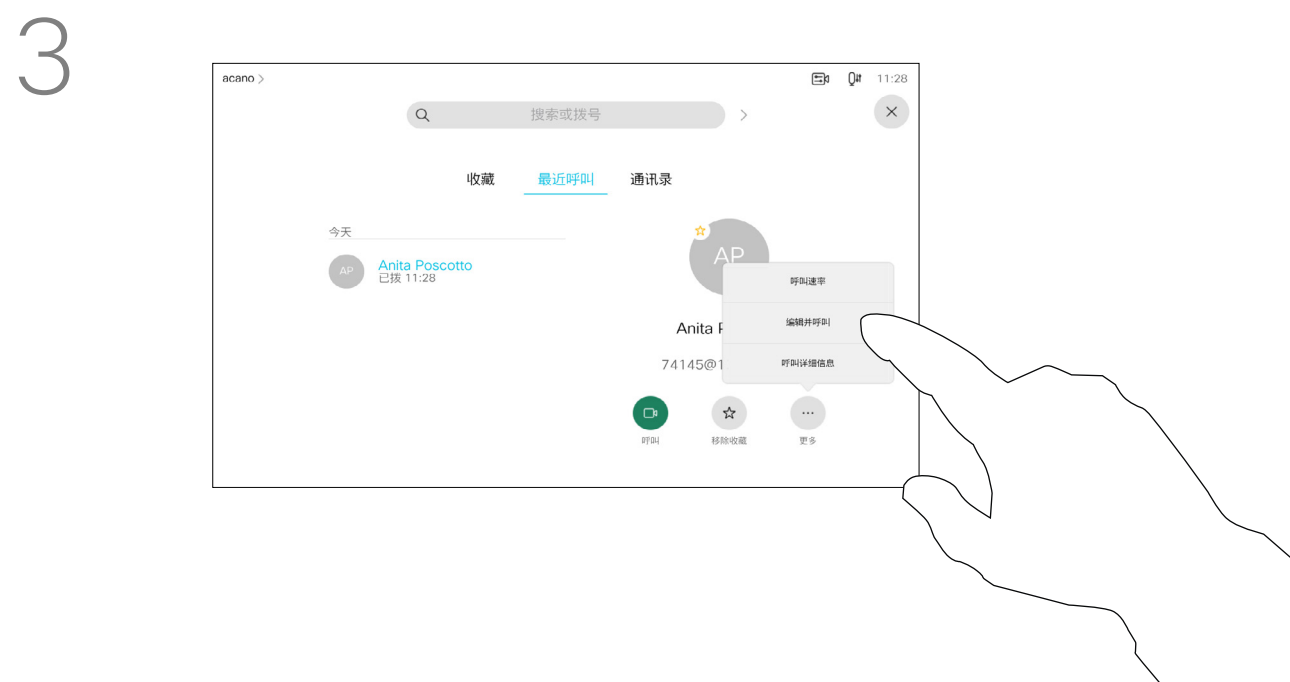 3
acano >
11:28
搜索或拨号
收藏 最近呼叫 通讯录
今天
AP
Anita Poscotto
已拨 11:28
AP
呼叫速率
编辑并呼叫
呼叫详细信息
Anita
74145@1
呼叫 移除收藏 更多